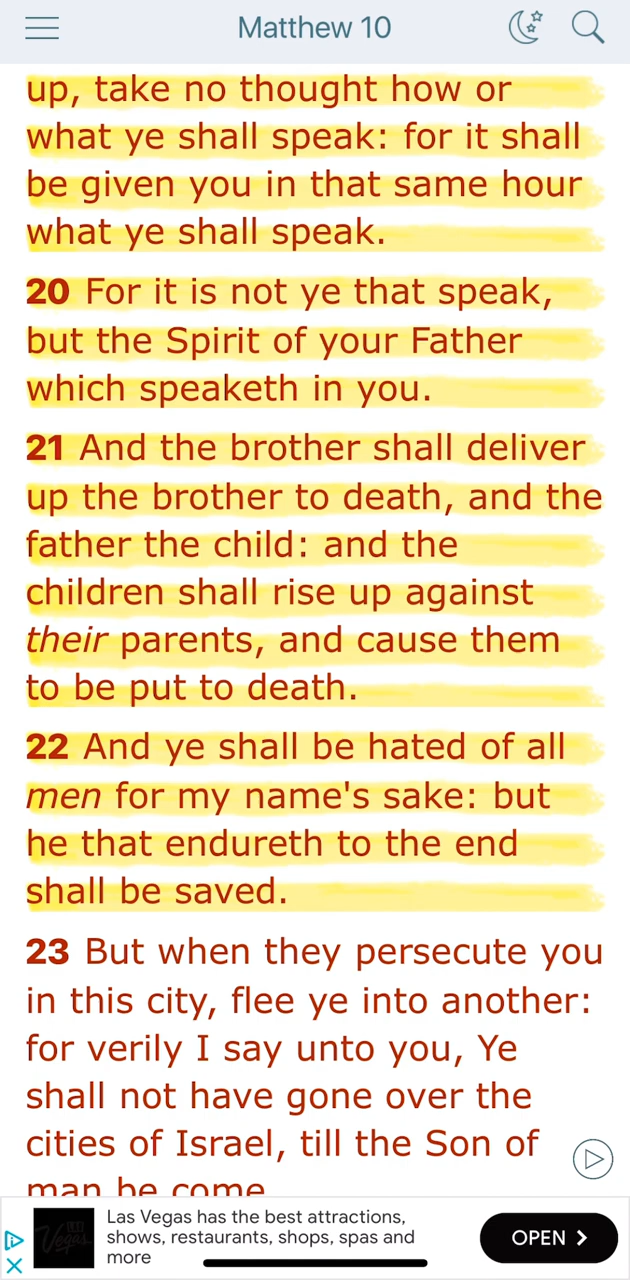 Matthew 10
up, take no thought how or
what ye shall speak: for it shall
be given you in that same hour
what ye shall speak.
20 For it is not ye that speak,
but the Spirit of your Father
which speaketh in you.
21 And the brother shall deliver
up the brother to death, and the
father the child: and the
children shall rise up against
their parents, and cause them
to be put to death.
22 And ye shall be hated of all
men for my name's sake: but
he that endureth to the end
shall be saved.
23 But when they persecute you
in this city, flee ye into another:
for verily I say unto you, Ye
shall not have gone over the
cities of Israel, till the Son of
man be come
Vegas
Las Vegas has the best attractions,
shows, restaurants, shops, spas and
more
OPEN